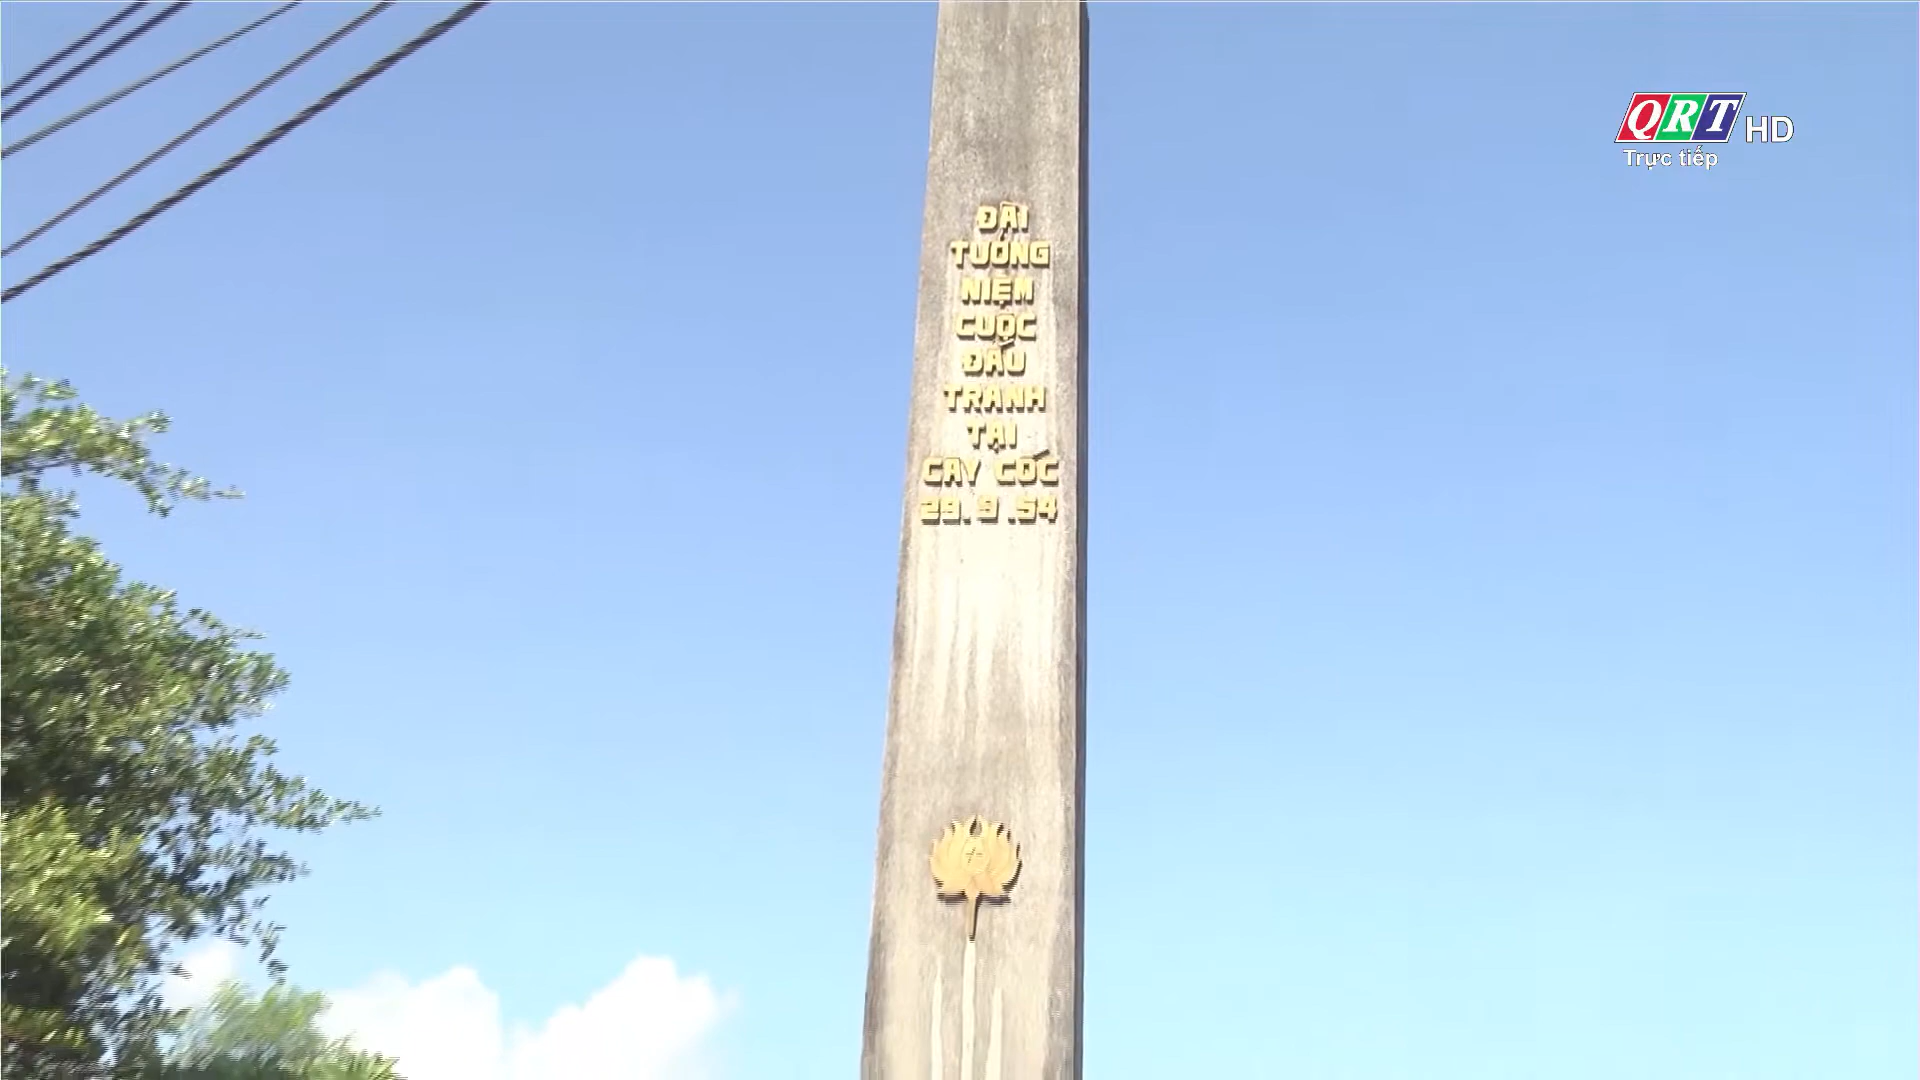 QRT HD
Trực tiếp
ĐÀI
TƯỞNG
NIỆM
CUỘC
ĐẤU
TRANH
TẠI
CÂY CỐC
29.9.54